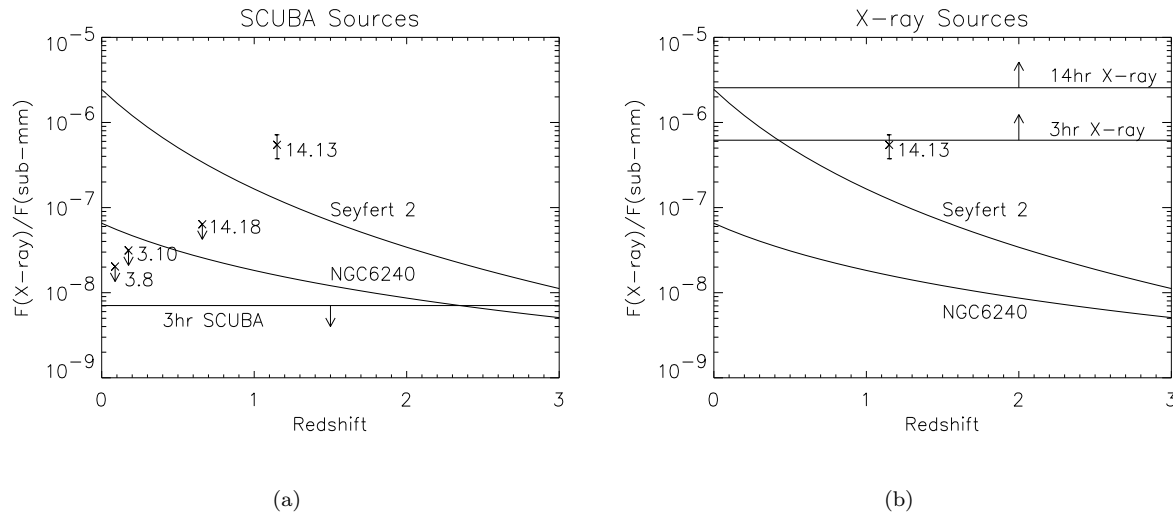 SCUBA Sources
10⁻⁵
10⁻⁶
10⁻⁷
10⁻⁸
10⁻⁹
F(X-ray)/F(sub-mm)
14.13
Seyfert 2
14.18
3.10
3.8
NGC6240
3hr SCUBA
0 1 2 3
Redshift
(a)
X-ray Sources
10⁻⁵
10⁻⁶
10⁻⁷
10⁻⁸
10⁻⁹
F(X-ray)/F(sub-mm)
14hr X-ray
3hr X-ray
14.13
Seyfert 2
NGC6240
0 1 2 3
Redshift
(b)